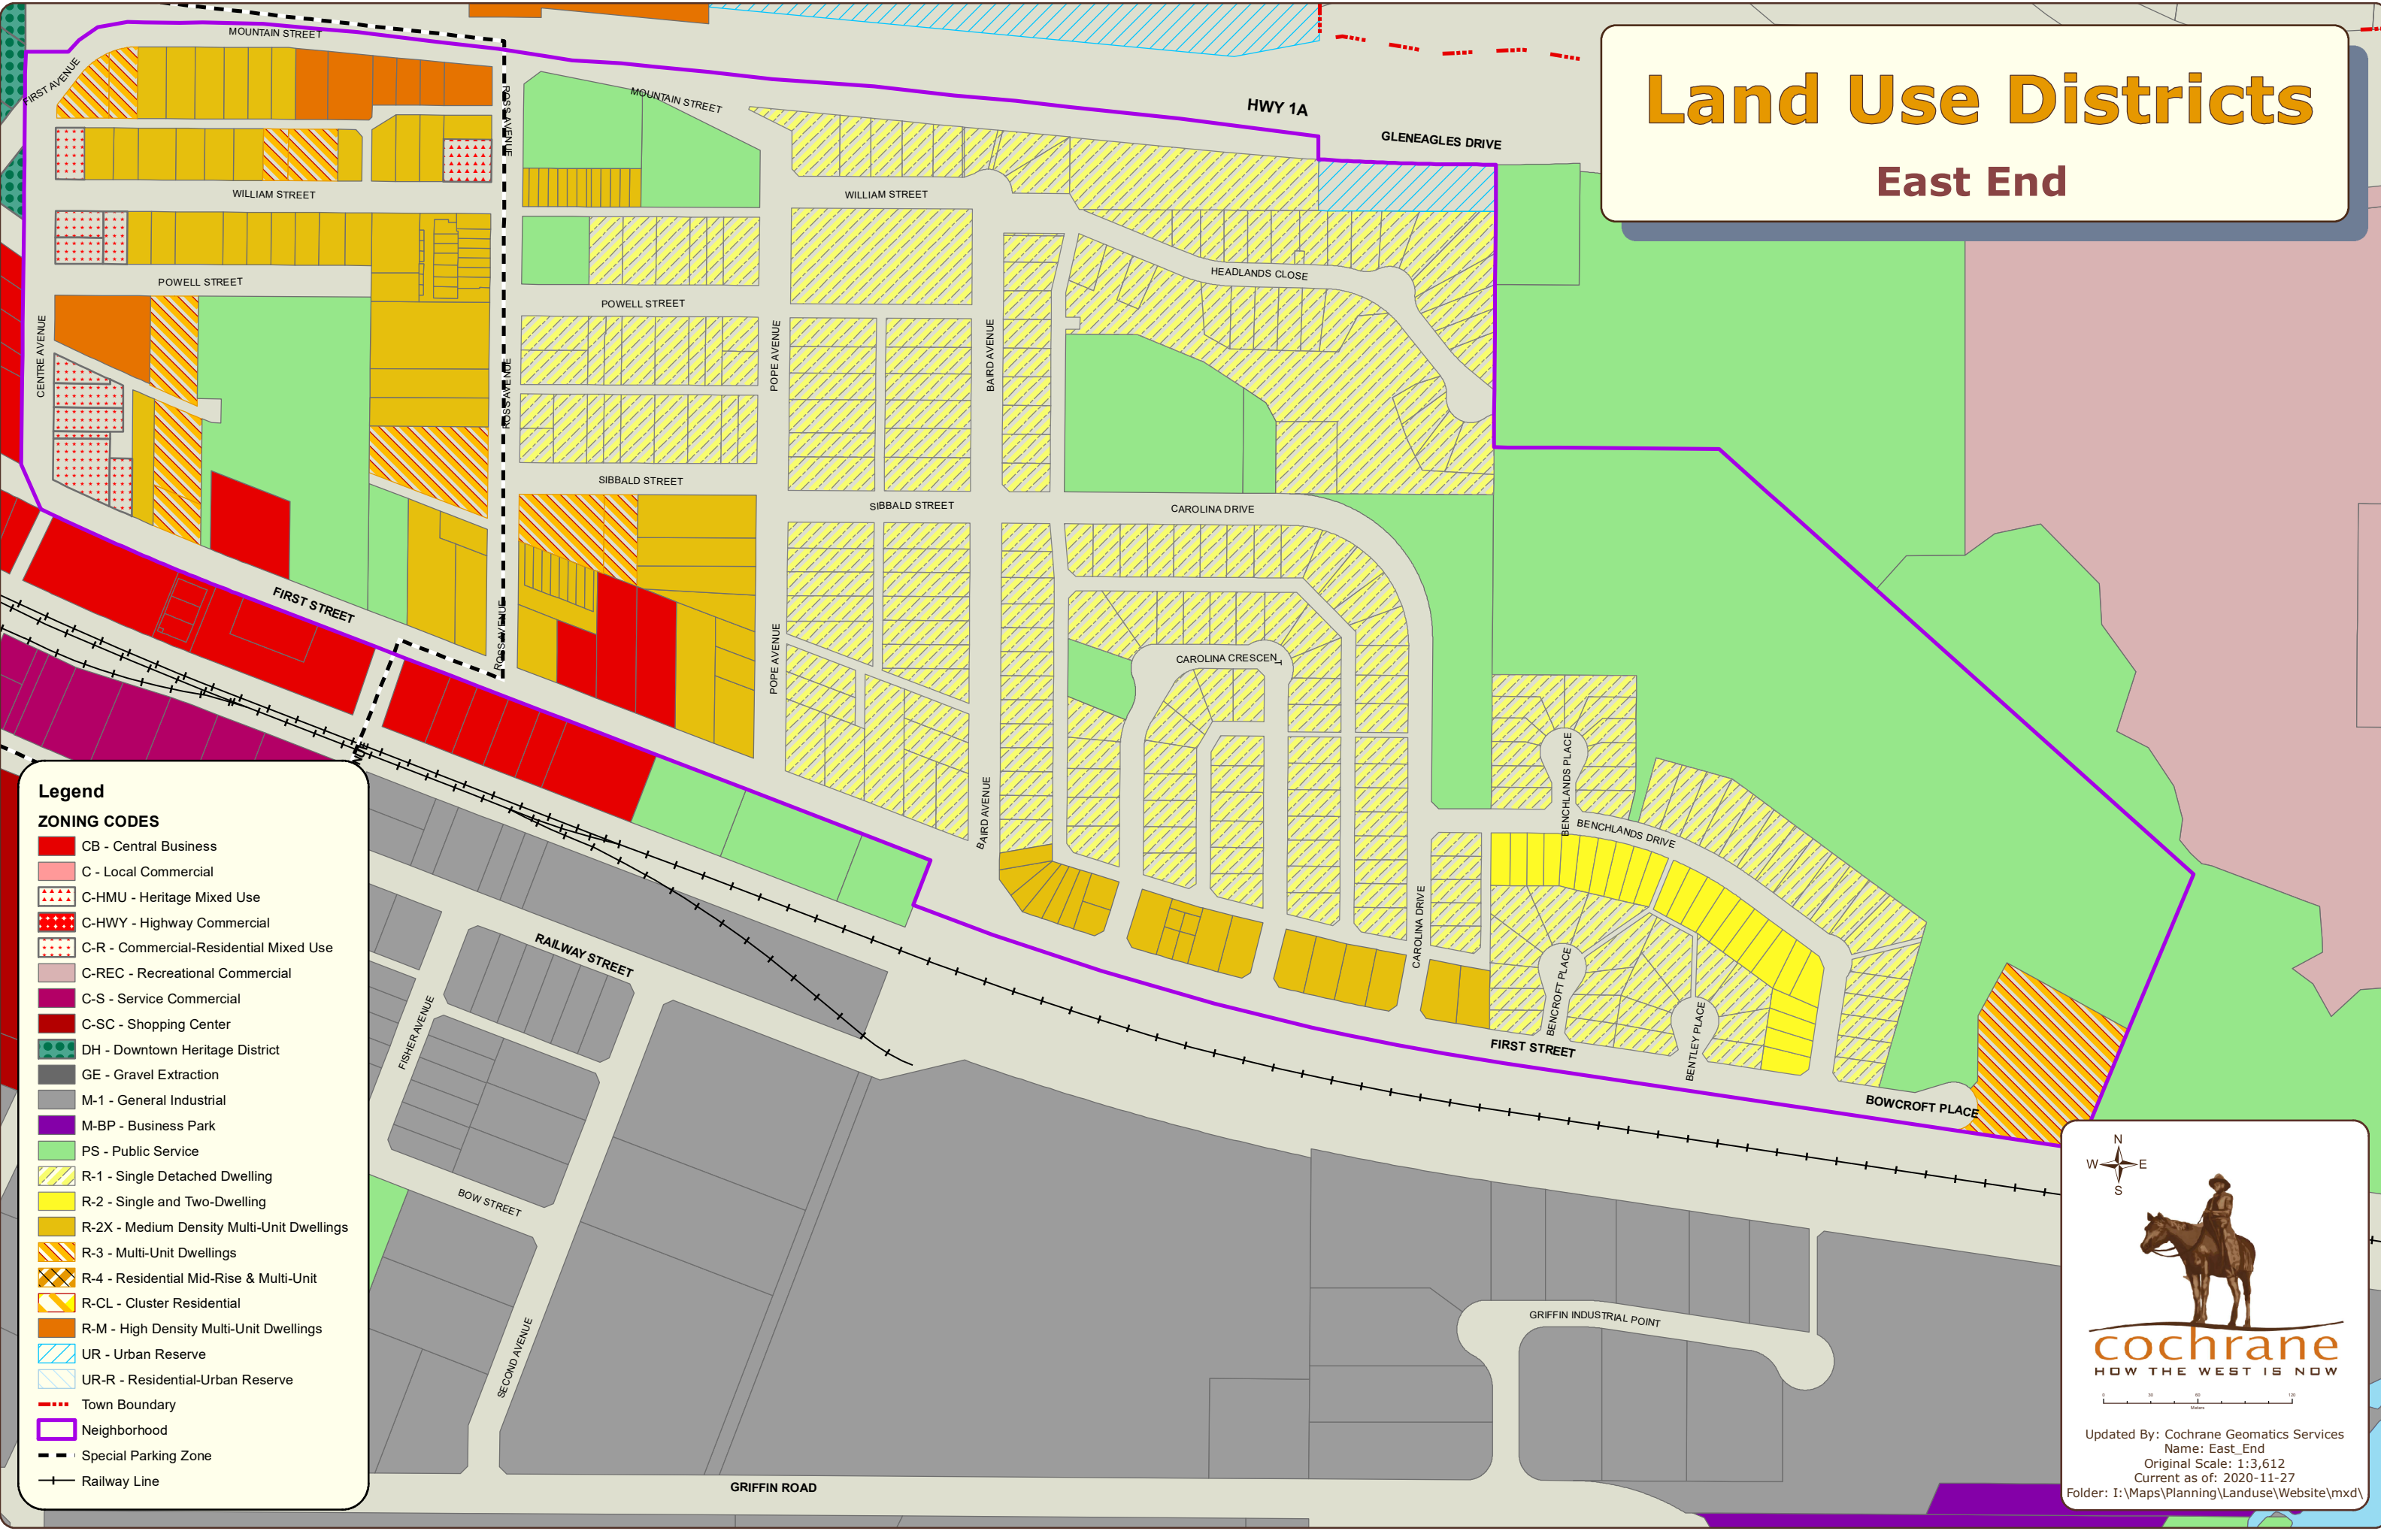 Land Use Districts
East End
MOUNTAIN STREET
FIRST AVENUE
ROSS AVENUE
MOUNTAIN STREET
HWY 1A
GLENEAGLES DRIVE
WILLIAM STREET
WILLIAM STREET
POWELL STREET
HEADLANDS CLOSE
POWELL STREET
CENTRE AVENUE
ROSS AVENUE
POPE AVENUE
BAIRD AVENUE
SIBBALD STREET
SIBBALD STREET
CAROLINA DRIVE
FIRST STREET
ROSS AVENUE
POPE AVENUE
CAROLINA CRESCENT
BAIRD AVENUE
BENCHLANDS PLACE
BENCHLANDS DRIVE
CAROLINA DRIVE
BENCROFT PLACE
BENTLEY PLACE
FIRST STREET
BOWCROFT PLACE
RAILWAY STREET
FISHER AVENUE
BOW STREET
SECOND AVENUE
GRIFFIN INDUSTRIAL POINT
GRIFFIN ROAD
Legend
ZONING CODES
CB - Central Business
C - Local Commercial
C-HMU - Heritage Mixed Use
C-HWY - Highway Commercial
C-R - Commercial-Residential Mixed Use
C-REC - Recreational Commercial
C-S - Service Commercial
C-SC - Shopping Center
DH - Downtown Heritage District
GE - Gravel Extraction
M-1 - General Industrial
M-BP - Business Park
PS - Public Service
R-1 - Single Detached Dwelling
R-2 - Single and Two-Dwelling
R-2X - Medium Density Multi-Unit Dwellings
R-3 - Multi-Unit Dwellings
R-4 - Residential Mid-Rise & Multi-Unit
R-CL - Cluster Residential
R-M - High Density Multi-Unit Dwellings
UR - Urban Reserve
UR-R - Residential-Urban Reserve
Town Boundary
Neighborhood
Special Parking Zone
Railway Line
N
W E
S
cochrane
HOW THE WEST IS NOW
Meters
Updated By: Cochrane Geomatics Services
Name: East_End
Original Scale: 1:3,612
Current as of: 2020-11-27
Folder: I:\Maps\Planning\Landuse\Website\mxd\